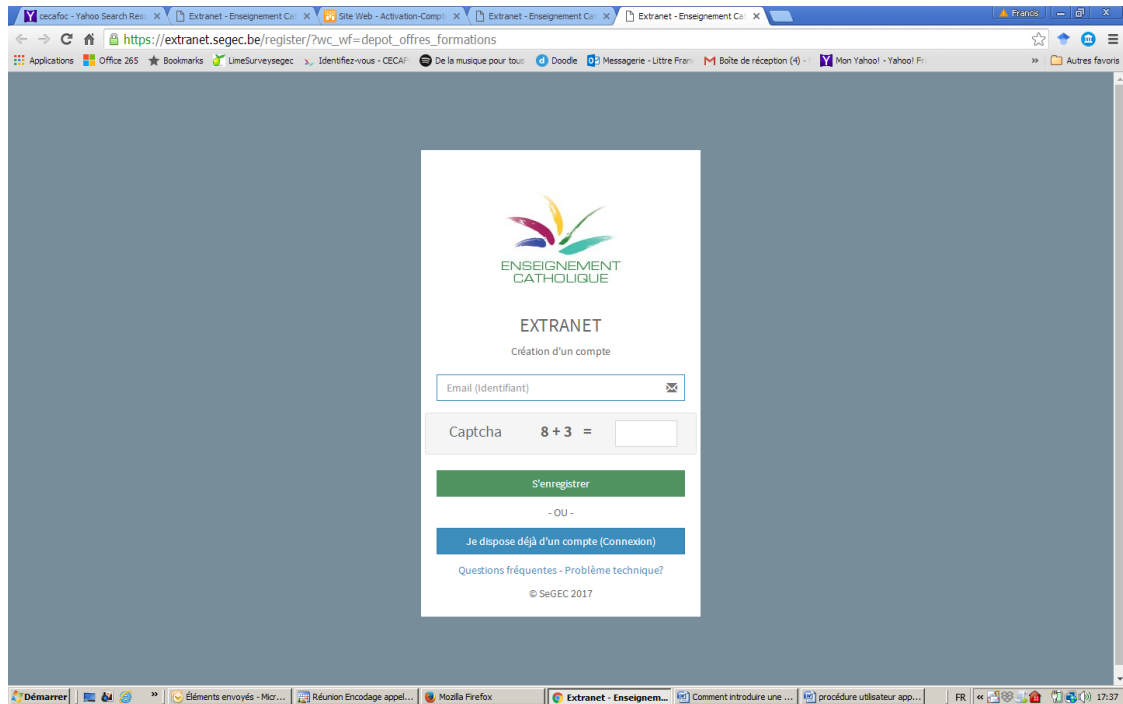 cecafoc - Yahoo Search Res
Extranet - Enseignement Cat
Site Web - Activation-Compt
Extranet - Enseignement Cat
Extranet - Enseignement Cat
Francis
https://extranet.segec.be/register/?wc_wf=depot_offres_formations
Applications
Office 265
Bookmarks
LimeSurveysegec
Identifiez-vous - CECAF
De la musique pour tous
Doodle
Messagerie - Littre Fran
Boîte de réception (4) -
Mon Yahoo! - Yahoo! Fr
»
Autres favoris
ENSEIGNEMENT
CATHOLIQUE
EXTRANET
Création d'un compte
Email (Identifiant)
Captcha 8 + 3 =
S'enregistrer
- OU -
Je dispose déjà d'un compte (Connexion)
Questions fréquentes - Problème technique?
© SeGEC 2017
Démarrer
»
Éléments envoyés - Micr...
Réunion Encodage appel...
Mozilla Firefox
Extranet - Enseignem...
Comment introduire une ...
procédure utilisateur app...
FR
«
17:37